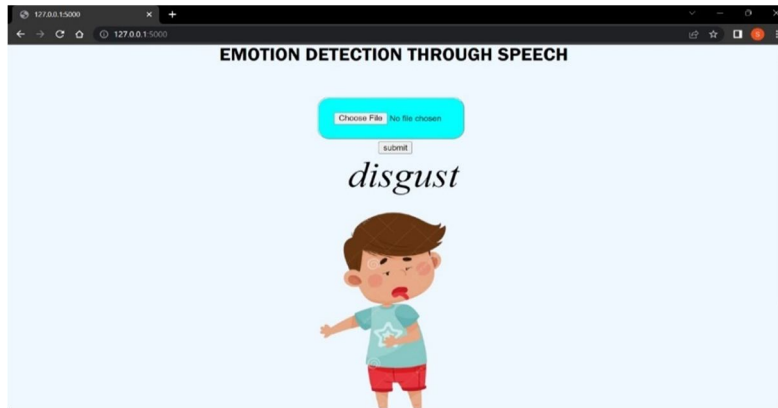 127.0.0.1:5000
127.0.0.1:5000
S
EMOTION DETECTION THROUGH SPEECH
Choose File No file chosen
submit
disgust